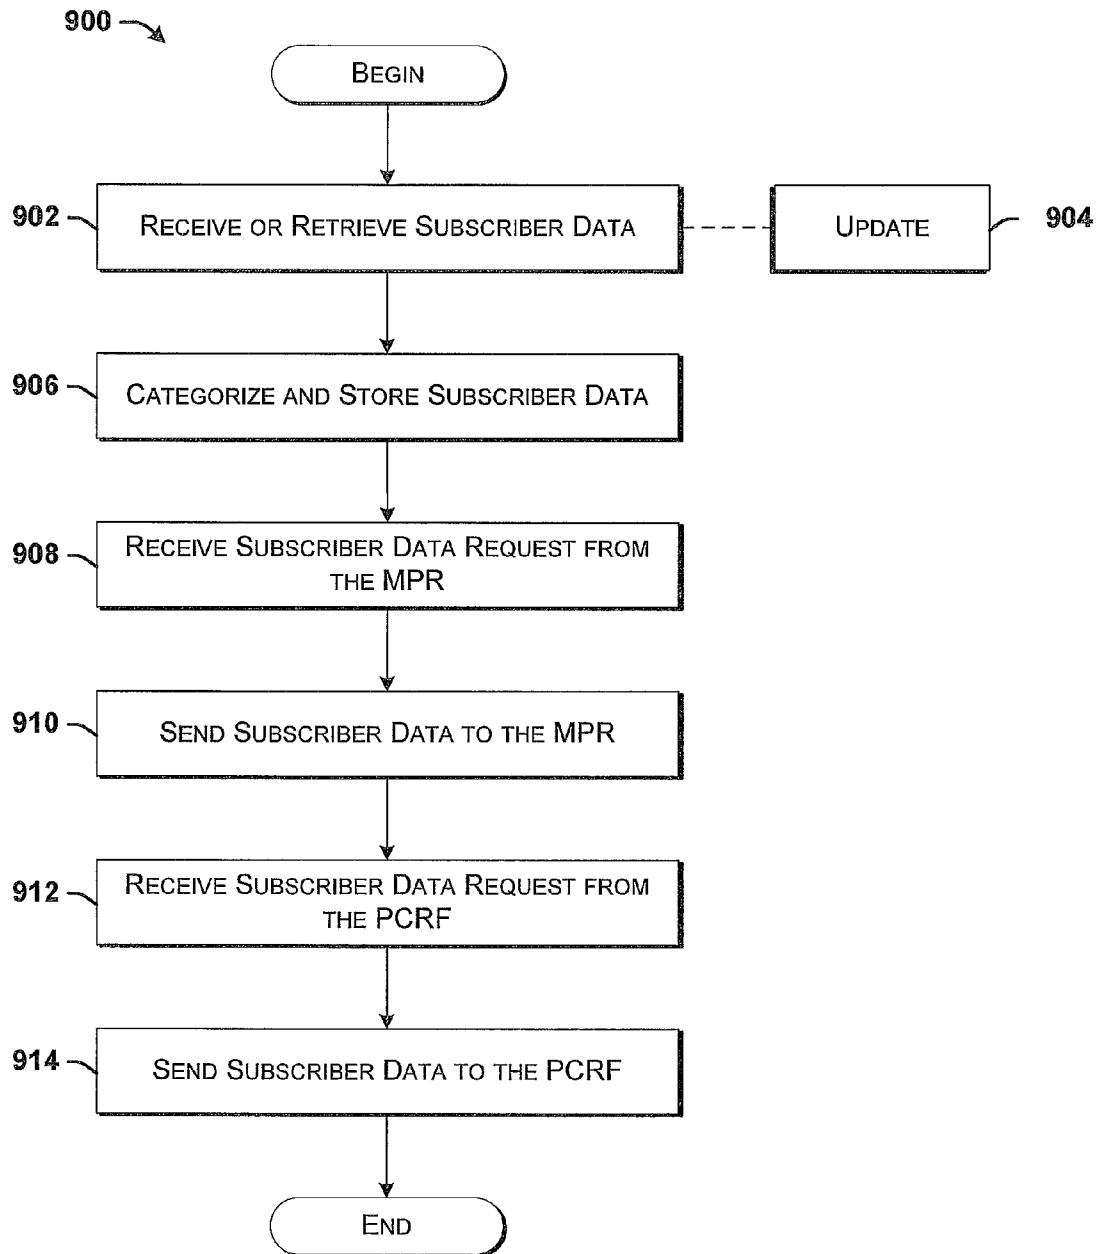 900
BEGIN
902
RECEIVE OR RETRIEVE SUBSCRIBER DATA
UPDATE
904
906
CATEGORIZE AND STORE SUBSCRIBER DATA
908
RECEIVE SUBSCRIBER DATA REQUEST FROM
THE MPR
910
SEND SUBSCRIBER DATA TO THE MPR
912
RECEIVE SUBSCRIBER DATA REQUEST FROM
THE PCRF
914
SEND SUBSCRIBER DATA TO THE PCRF
END